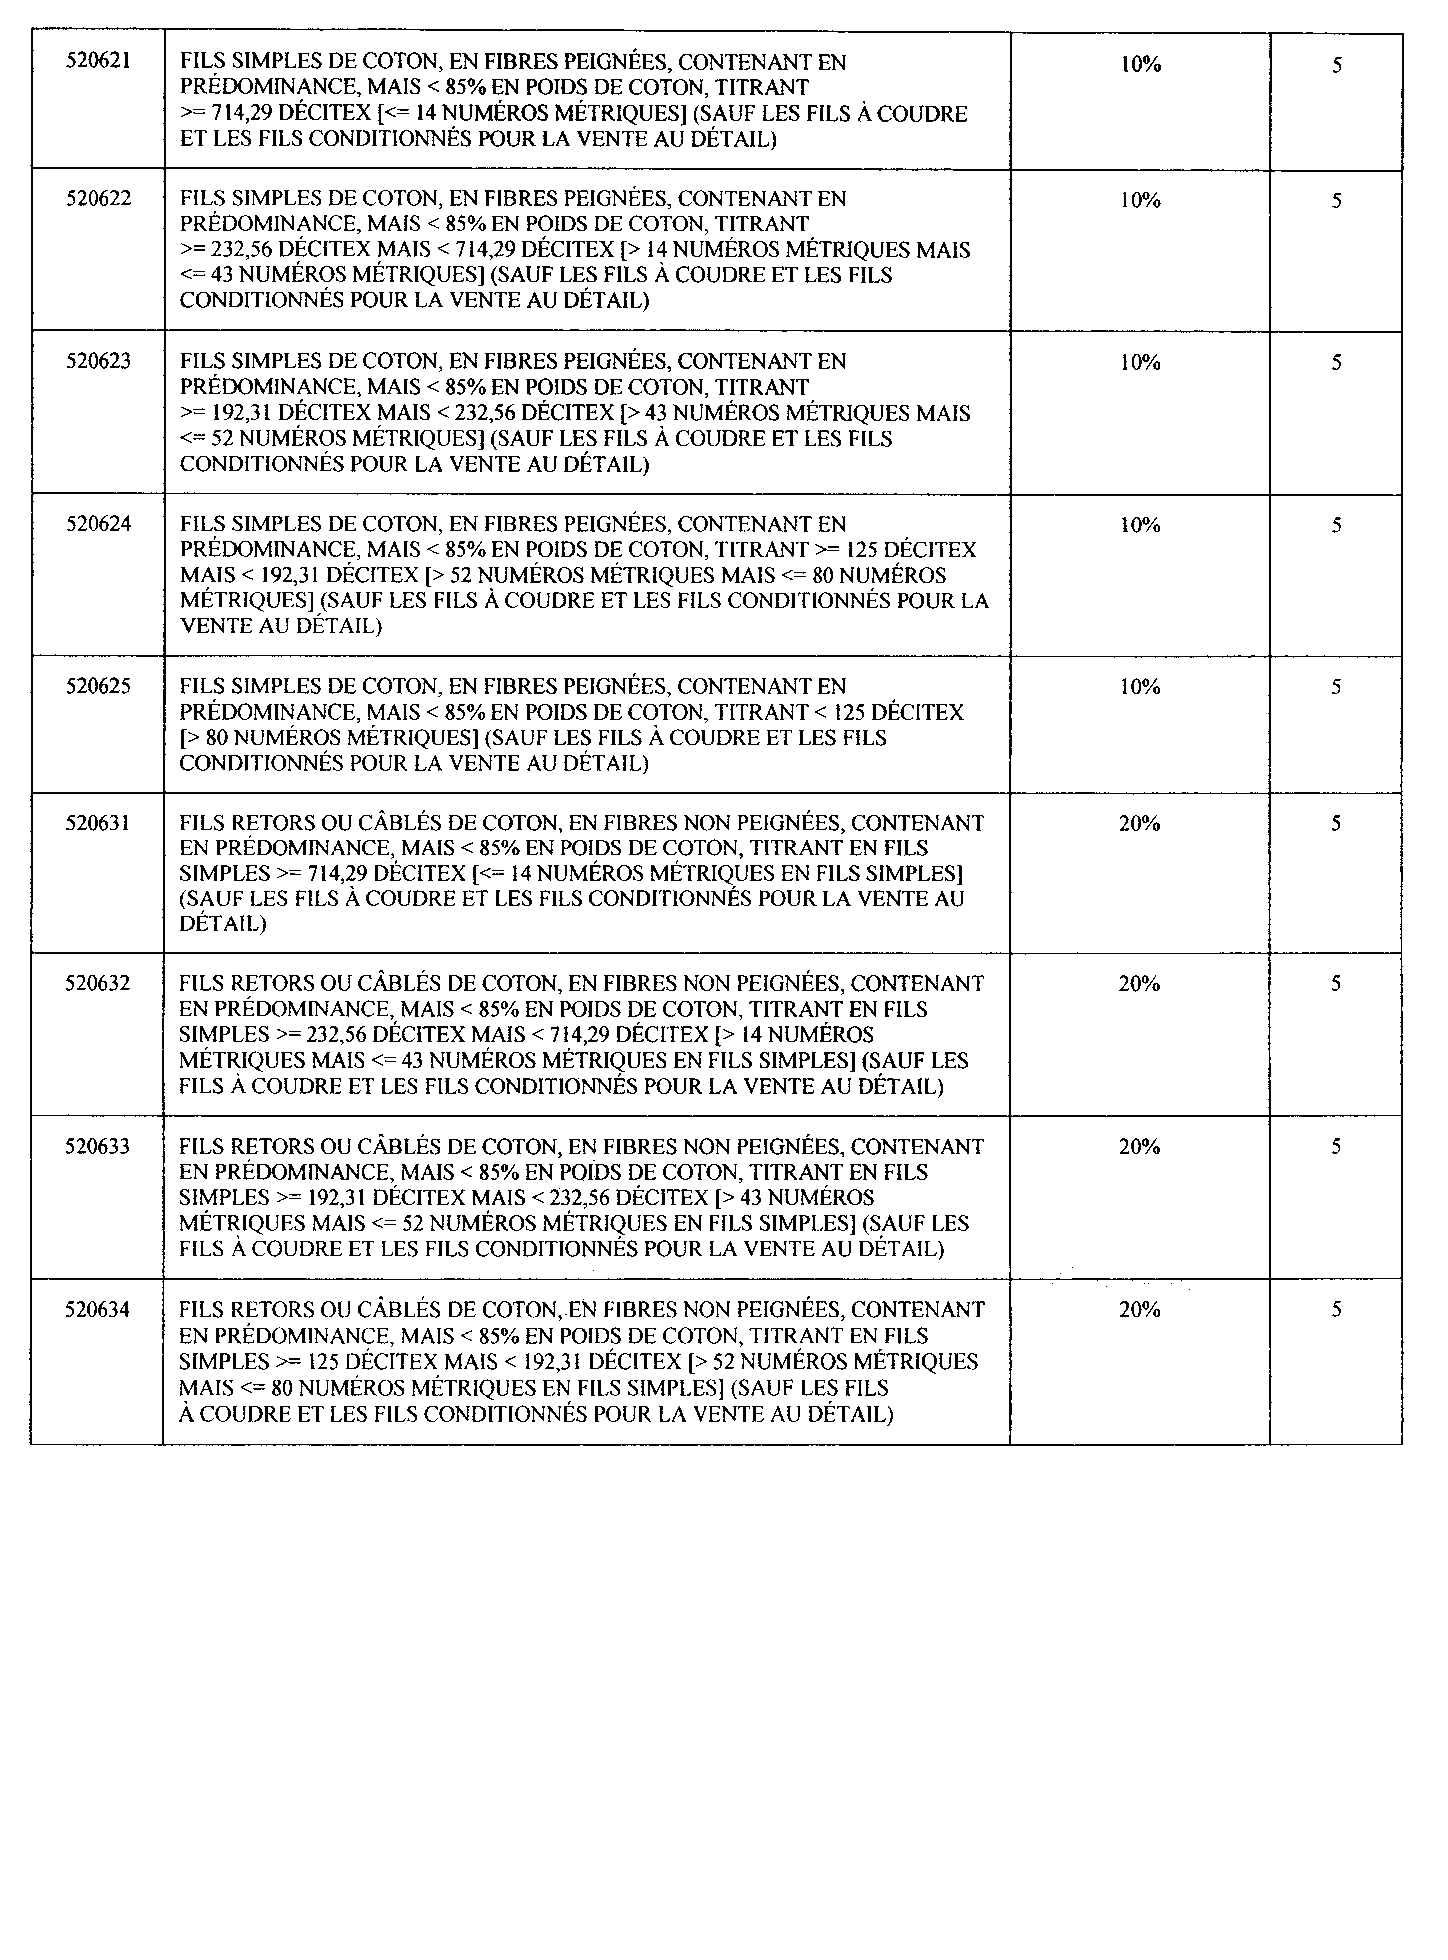 520621 FILS SIMPLES DE COTON, EN FIBRES PEIGNÉES, CONTENANT EN 10% 5
PRÉDOMINANCE, MAIS < 85% EN POIDS DE COTON, TITRANT
>= 714,29 DÉCITEX [<= 14 NUMÉROS MÉTRIQUES] (SAUF LES FILS À COUDRE
ET LES FILS CONDITIONNÉS POUR LA VENTE AU DÉTAIL)
520622 FILS SIMPLES DE COTON, EN FIBRES PEIGNÉES, CONTENANT EN 10% 5
PRÉDOMINANCE, MAIS < 85% EN POIDS DE COTON, TITRANT
>= 232,56 DÉCITEX MAIS < 714,29 DÉCITEX [> 14 NUMÉROS MÉTRIQUES MAIS
<= 43 NUMÉROS MÉTRIQUES] (SAUF LES FILS À COUDRE ET LES FILS
CONDITIONNÉS POUR LA VENTE AU DÉTAIL)
520623 FILS SIMPLES DE COTON, EN FIBRES PEIGNÉES, CONTENANT EN 10% 5
PRÉDOMINANCE, MAIS < 85% EN POIDS DE COTON, TITRANT
>= 192,31 DÉCITEX MAIS < 232,56 DÉCITEX [> 43 NUMÉROS MÉTRIQUES MAIS
<= 52 NUMÉROS MÉTRIQUES] (SAUF LES FILS À COUDRE ET LES FILS
CONDITIONNÉS POUR LA VENTE AU DÉTAIL)
520624 FILS SIMPLES DE COTON, EN FIBRES PEIGNÉES, CONTENANT EN 10% 5
PRÉDOMINANCE, MAIS < 85% EN POIDS DE COTON, TITRANT >= 125 DÉCITEX
MAIS < 192,31 DÉCITEX [> 52 NUMÉROS MÉTRIQUES MAIS <= 80 NUMÉROS
MÉTRIQUES] (SAUF LES FILS À COUDRE ET LES FILS CONDITIONNÉS POUR LA
VENTE AU DÉTAIL)
520625 FILS SIMPLES DE COTON, EN FIBRES PEIGNÉES, CONTENANT EN 10% 5
PRÉDOMINANCE, MAIS < 85% EN POIDS DE COTON, TITRANT < 125 DÉCITEX
[> 80 NUMÉROS MÉTRIQUES] (SAUF LES FILS À COUDRE ET LES FILS
CONDITIONNÉS POUR LA VENTE AU DÉTAIL)
520631 FILS RETORS OU CÂBLÉS DE COTON, EN FIBRES NON PEIGNÉES, CONTENANT 20% 5
EN PRÉDOMINANCE, MAIS < 85% EN POIDS DE COTON, TITRANT EN FILS
SIMPLES >= 714,29 DÉCITEX [<= 14 NUMÉROS MÉTRIQUES EN FILS SIMPLES]
(SAUF LES FILS À COUDRE ET LES FILS CONDITIONNÉS POUR LA VENTE AU
DÉTAIL)
520632 FILS RETORS OU CÂBLÉS DE COTON, EN FIBRES NON PEIGNÉES, CONTENANT 20% 5
EN PRÉDOMINANCE, MAIS < 85% EN POIDS DE COTON, TITRANT EN FILS
SIMPLES >= 232,56 DÉCITEX MAIS < 714,29 DÉCITEX [> 14 NUMÉROS
MÉTRIQUES MAIS <= 43 NUMÉROS MÉTRIQUES EN FILS SIMPLES] (SAUF LES
FILS À COUDRE ET LES FILS CONDITIONNÉS POUR LA VENTE AU DÉTAIL)
520633 FILS RETORS OU CÂBLÉS DE COTON, EN FIBRES NON PEIGNÉES, CONTENANT 20% 5
EN PRÉDOMINANCE, MAIS < 85% EN POIDS DE COTON, TITRANT EN FILS
SIMPLES >= 192,31 DÉCITEX MAIS < 232,56 DÉCITEX [> 43 NUMÉROS
MÉTRIQUES MAIS <= 52 NUMÉROS MÉTRIQUES EN FILS SIMPLES] (SAUF LES
FILS À COUDRE ET LES FILS CONDITIONNÉS POUR LA VENTE AU DÉTAIL)
520634 FILS RETORS OU CÂBLÉS DE COTON, EN FIBRES NON PEIGNÉES, CONTENANT 20% 5
EN PRÉDOMINANCE, MAIS < 85% EN POIDS DE COTON, TITRANT EN FILS
SIMPLES >= 125 DÉCITEX MAIS < 192,31 DÉCITEX [> 52 NUMÉROS MÉTRIQUES
MAIS <= 80 NUMÉROS MÉTRIQUES EN FILS SIMPLES] (SAUF LES FILS
À COUDRE ET LES FILS CONDITIONNÉS POUR LA VENTE AU DÉTAIL)